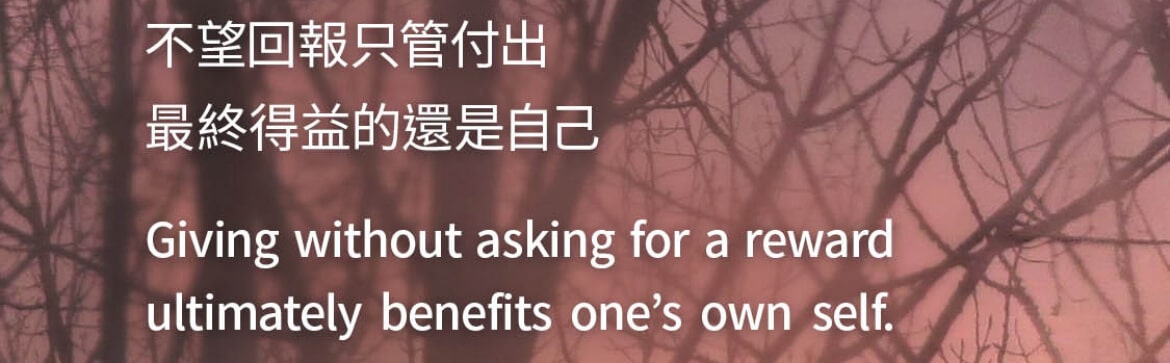 不望回報只管付出
最終得益的還是自己
Giving without asking for a reward
ultimately benefits one’s own self.